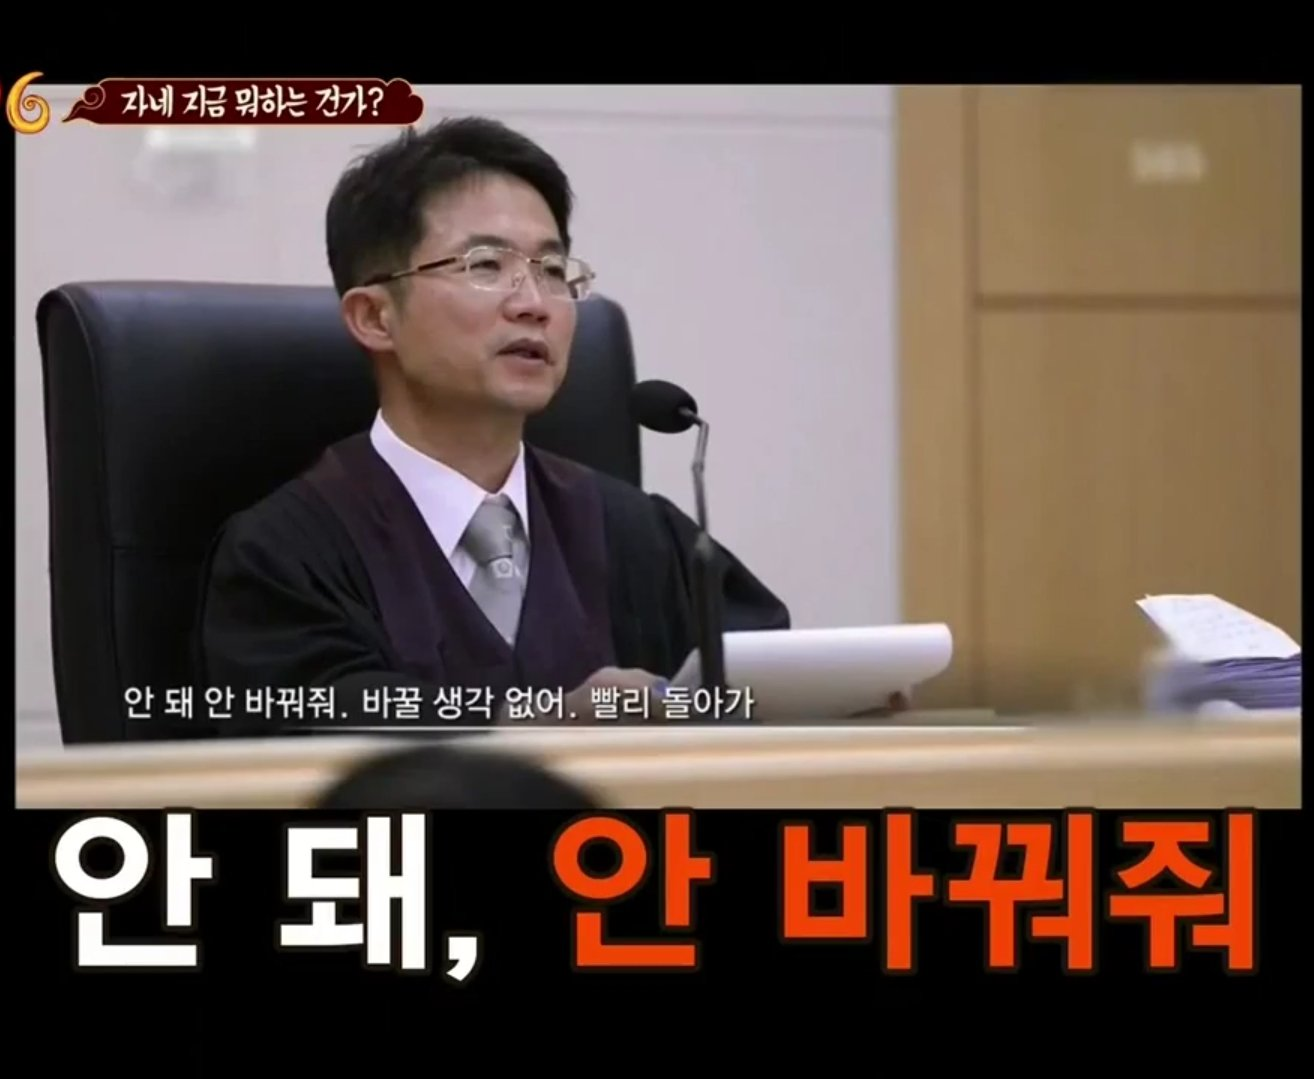 자네 지금 뭐하는 건가?
SBS
안 돼 안 바꿔줘. 바꿀 생각 없어. 빨리 돌아가
안 돼, 안 바꿔줘